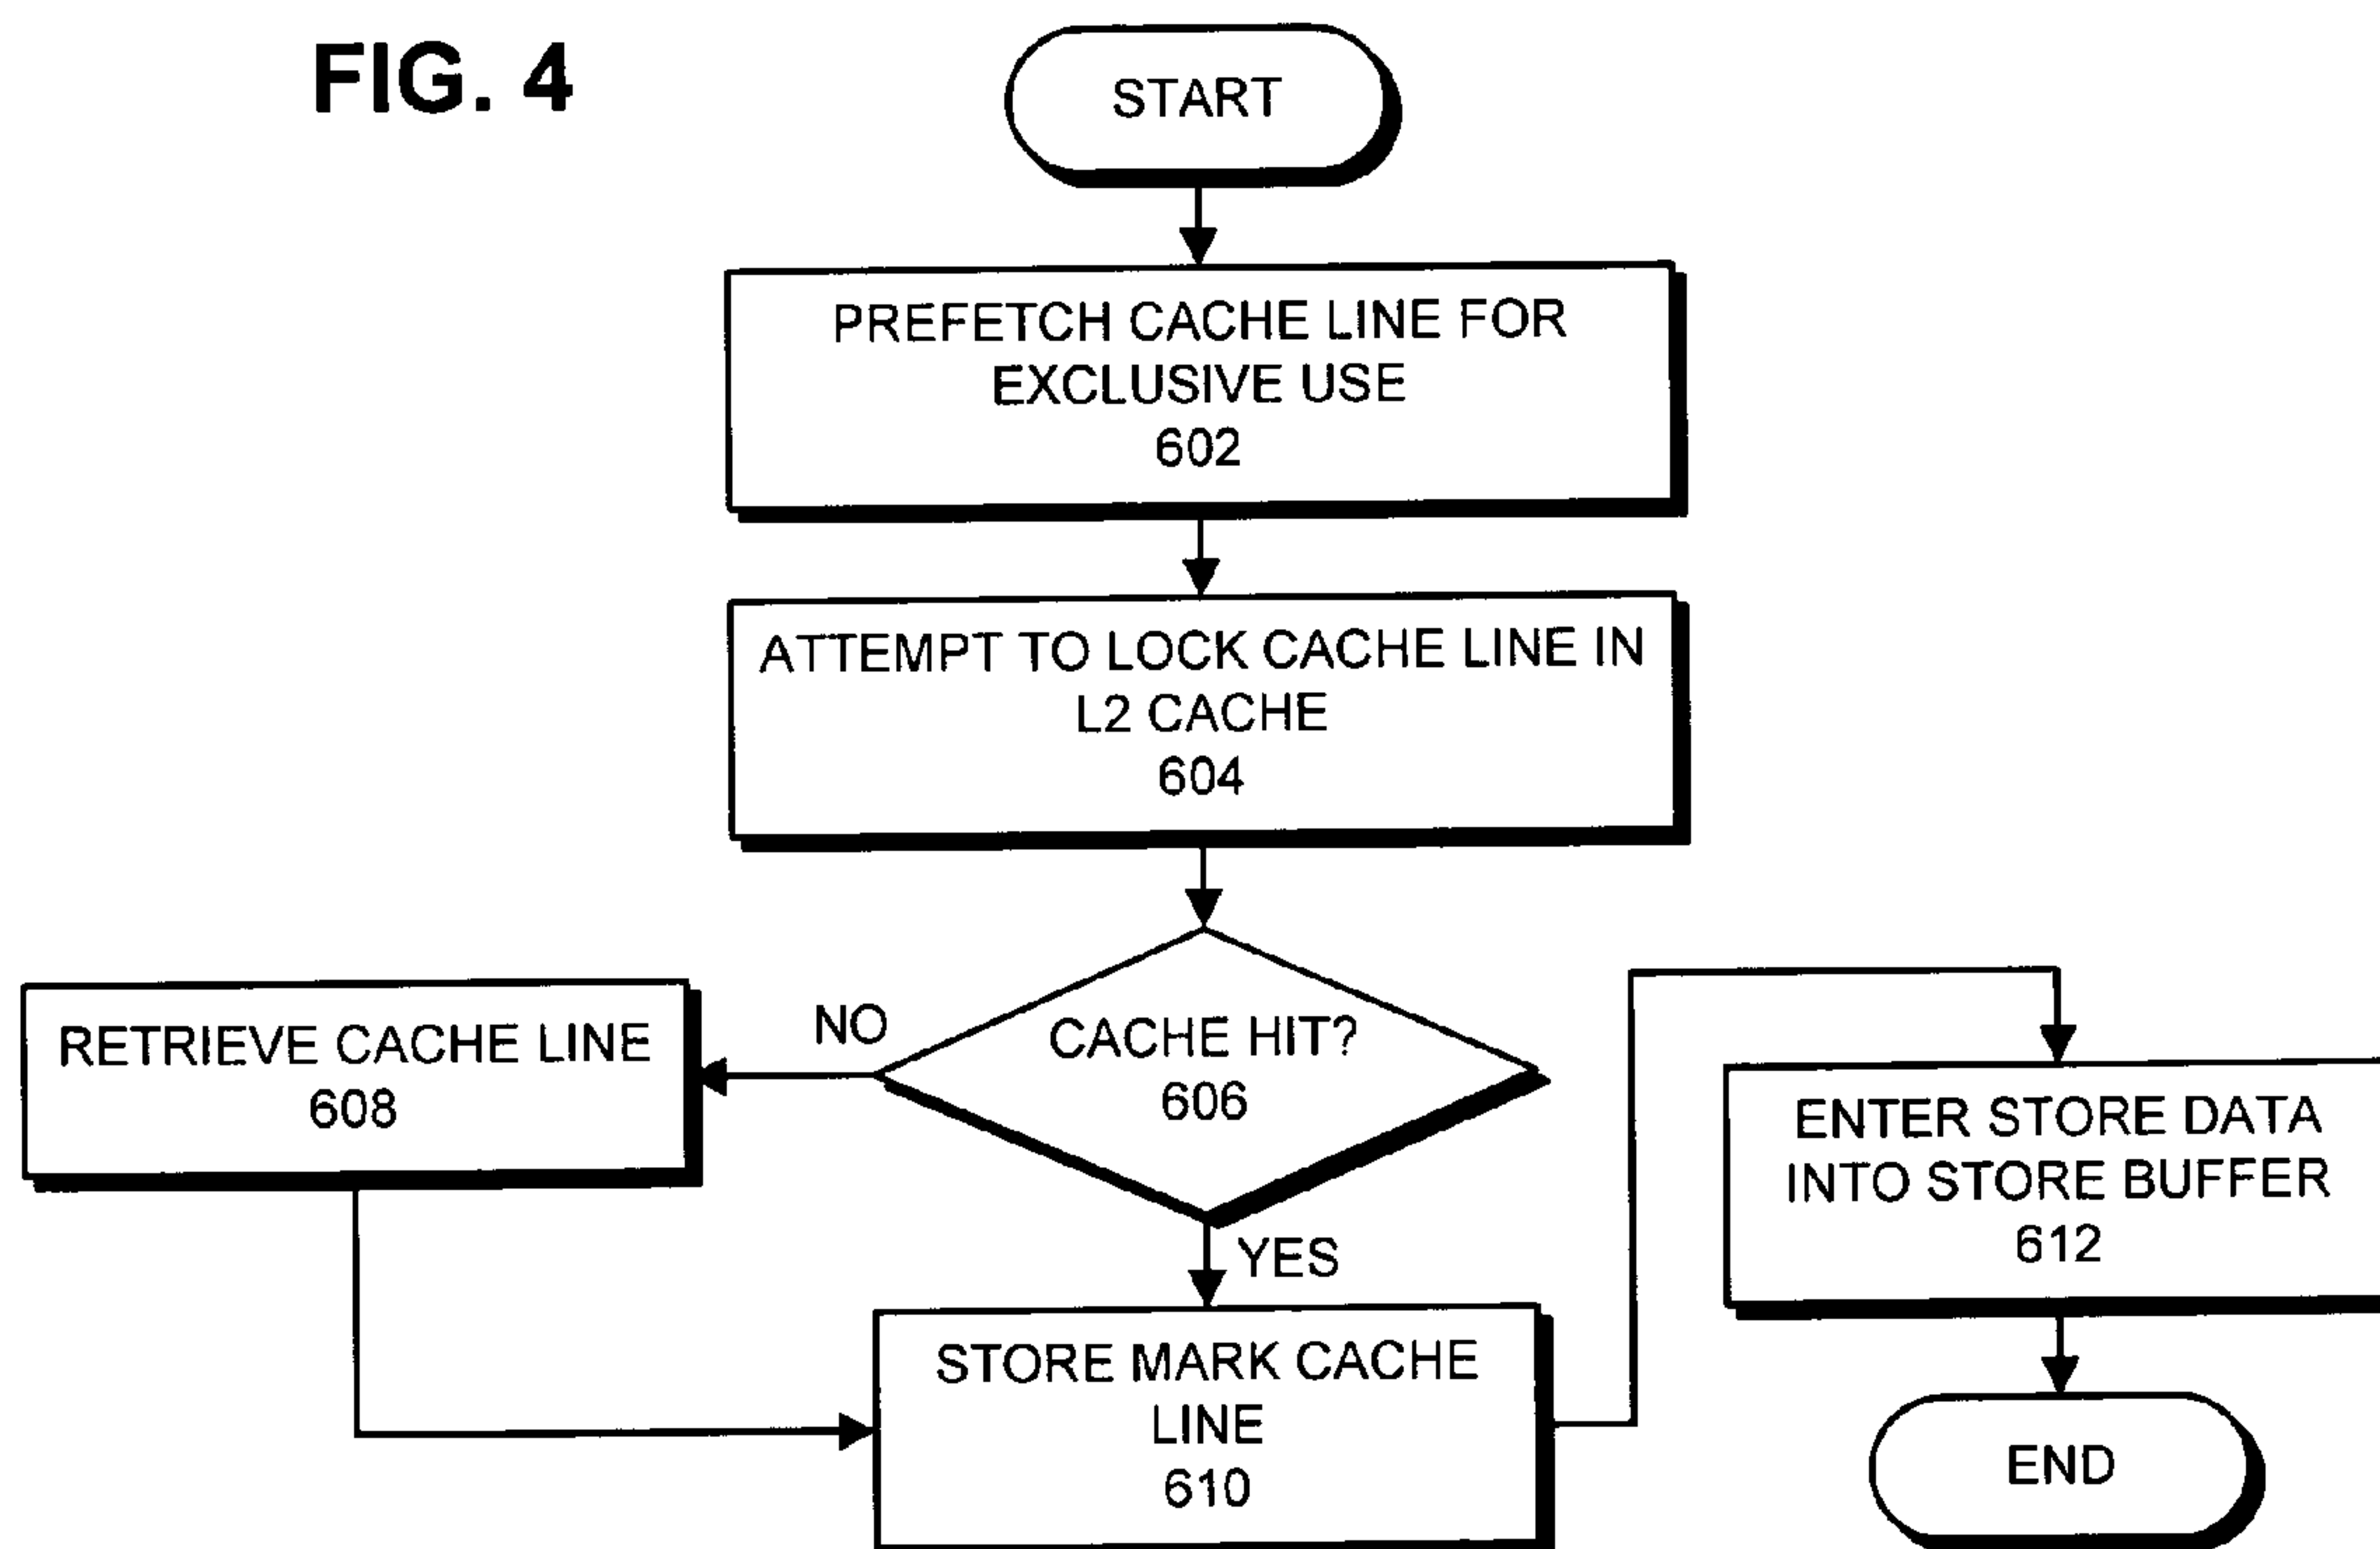 FIG. 4
START
PREFETCH CACHE LINE FOR
EXCLUSIVE USE
602
ATTEMPT TO LOCK CACHE LINE IN
L2 CACHE
604
CACHE HIT?
606
NO
RETRIEVE CACHE LINE
608
YES
STORE MARK CACHE
LINE
610
ENTER STORE DATA
INTO STORE BUFFER
612
END